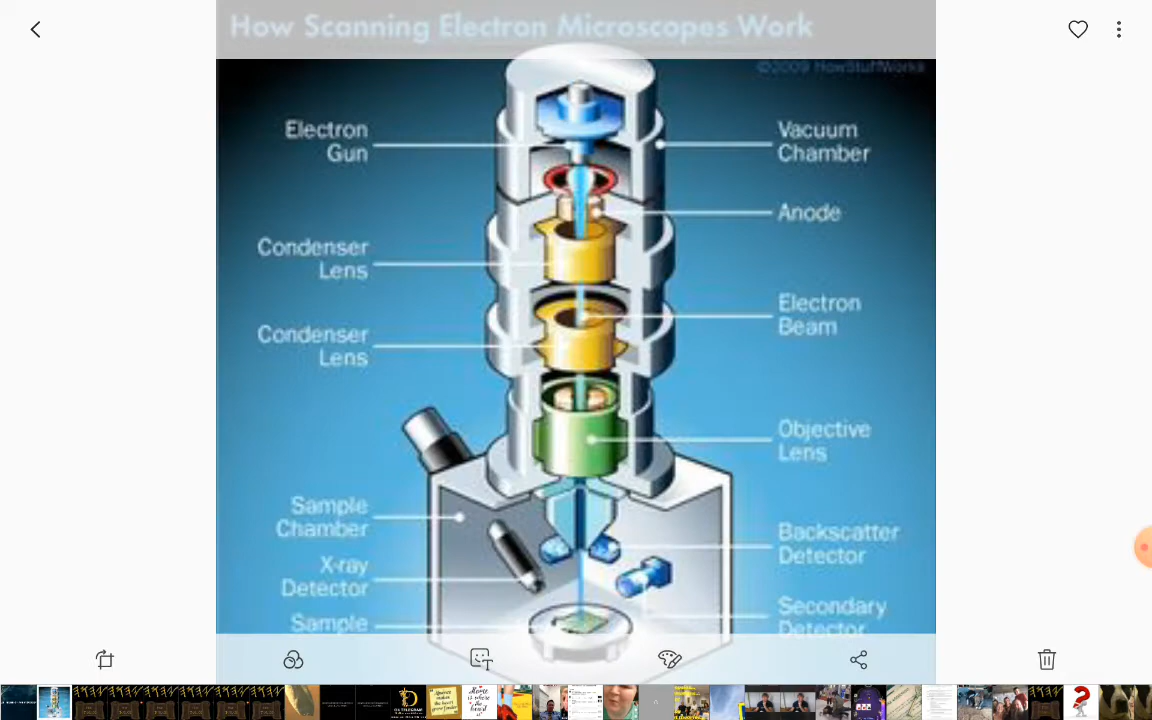 How Scanning Electron Microscopes Work
©2009 HowStuffWorks
Electron
Gun
Vacuum
Chamber
Anode
Condenser
Lens
Electron
Beam
Condenser
Lens
Objective
Lens
Sample
Chamber
Backscatter
Detector
X-ray
Detector
Secondary
Detector
Sample
T